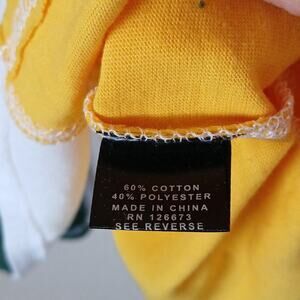 60% COTTON
40% POLYESTER
MADE IN CHINA
RN 126673
SEE REVERSE